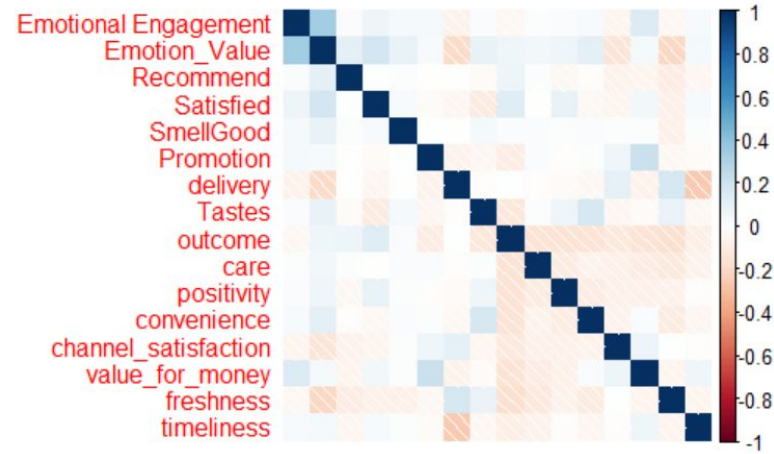 Emotional Engagement
Emotion_Value
Recommend
Satisfied
SmellGood
Promotion
delivery
Tastes
outcome
care
positivity
convenience
channel_satisfaction
value_for_money
freshness
timeliness
1
0.8
0.6
0.4
0.2
0
-0.2
-0.4
-0.6
-0.8
-1